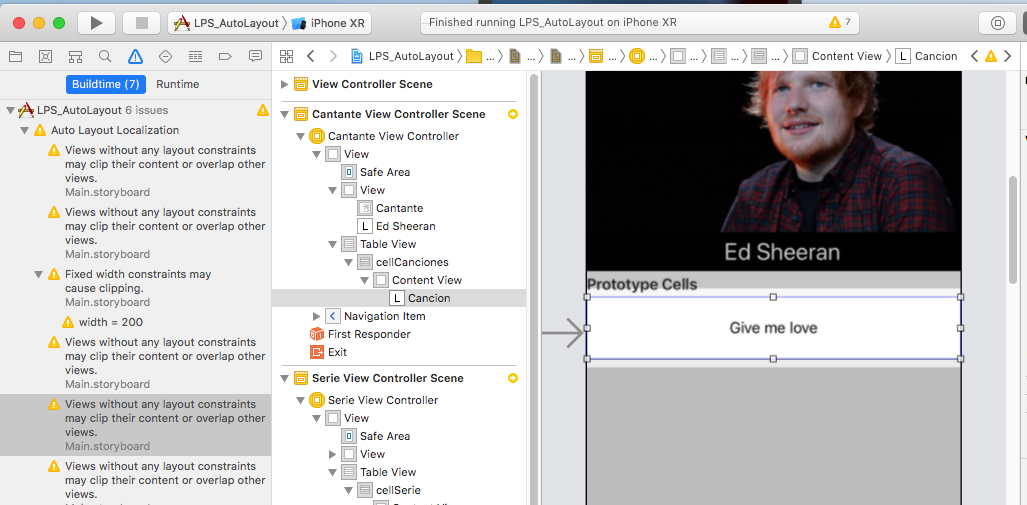 LPS_AutoLayout iPhone XR
Finished running LPS_AutoLayout on iPhone XR
7
LPS_AutoLayout ... ... ... ... ... ... ... ... Content View L Cancion
Buildtime (7) Runtime
LPS_AutoLayout 6 issues
Auto Layout Localization
Views without any layout constraints
may clip their content or overlap other
views.
Main.storyboard
Views without any layout constraints
may clip their content or overlap other
views.
Main.storyboard
Fixed width constraints may
cause clipping.
Main.storyboard
width = 200
Views without any layout constraints
may clip their content or overlap other
views.
Main.storyboard
Views without any layout constraints
may clip their content or overlap other
views.
Main.storyboard
Views without any layout constraints
may clip their content or overlap other
views.
View Controller Scene
Cantante View Controller Scene
Cantante View Controller
View
Safe Area
View
Cantante
L Ed Sheeran
Table View
cellCanciones
Content View
L Cancion
Navigation Item
First Responder
Exit
Serie View Controller Scene
Serie View Controller
View
Safe Area
View
Table View
cellSerie
Ed Sheeran
Prototype Cells
Give me love